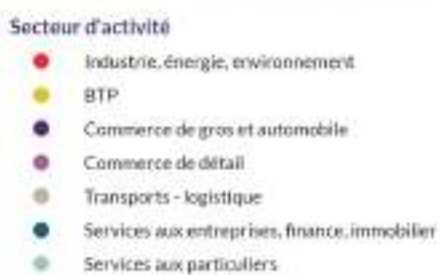 Secteur d'activité
Industrie, énergie, environnement
BTP
Commerce de gros et automobile
Commerce de détail
Transports - logistique
Services aux entreprises, finance, immobilier
Services aux particuliers